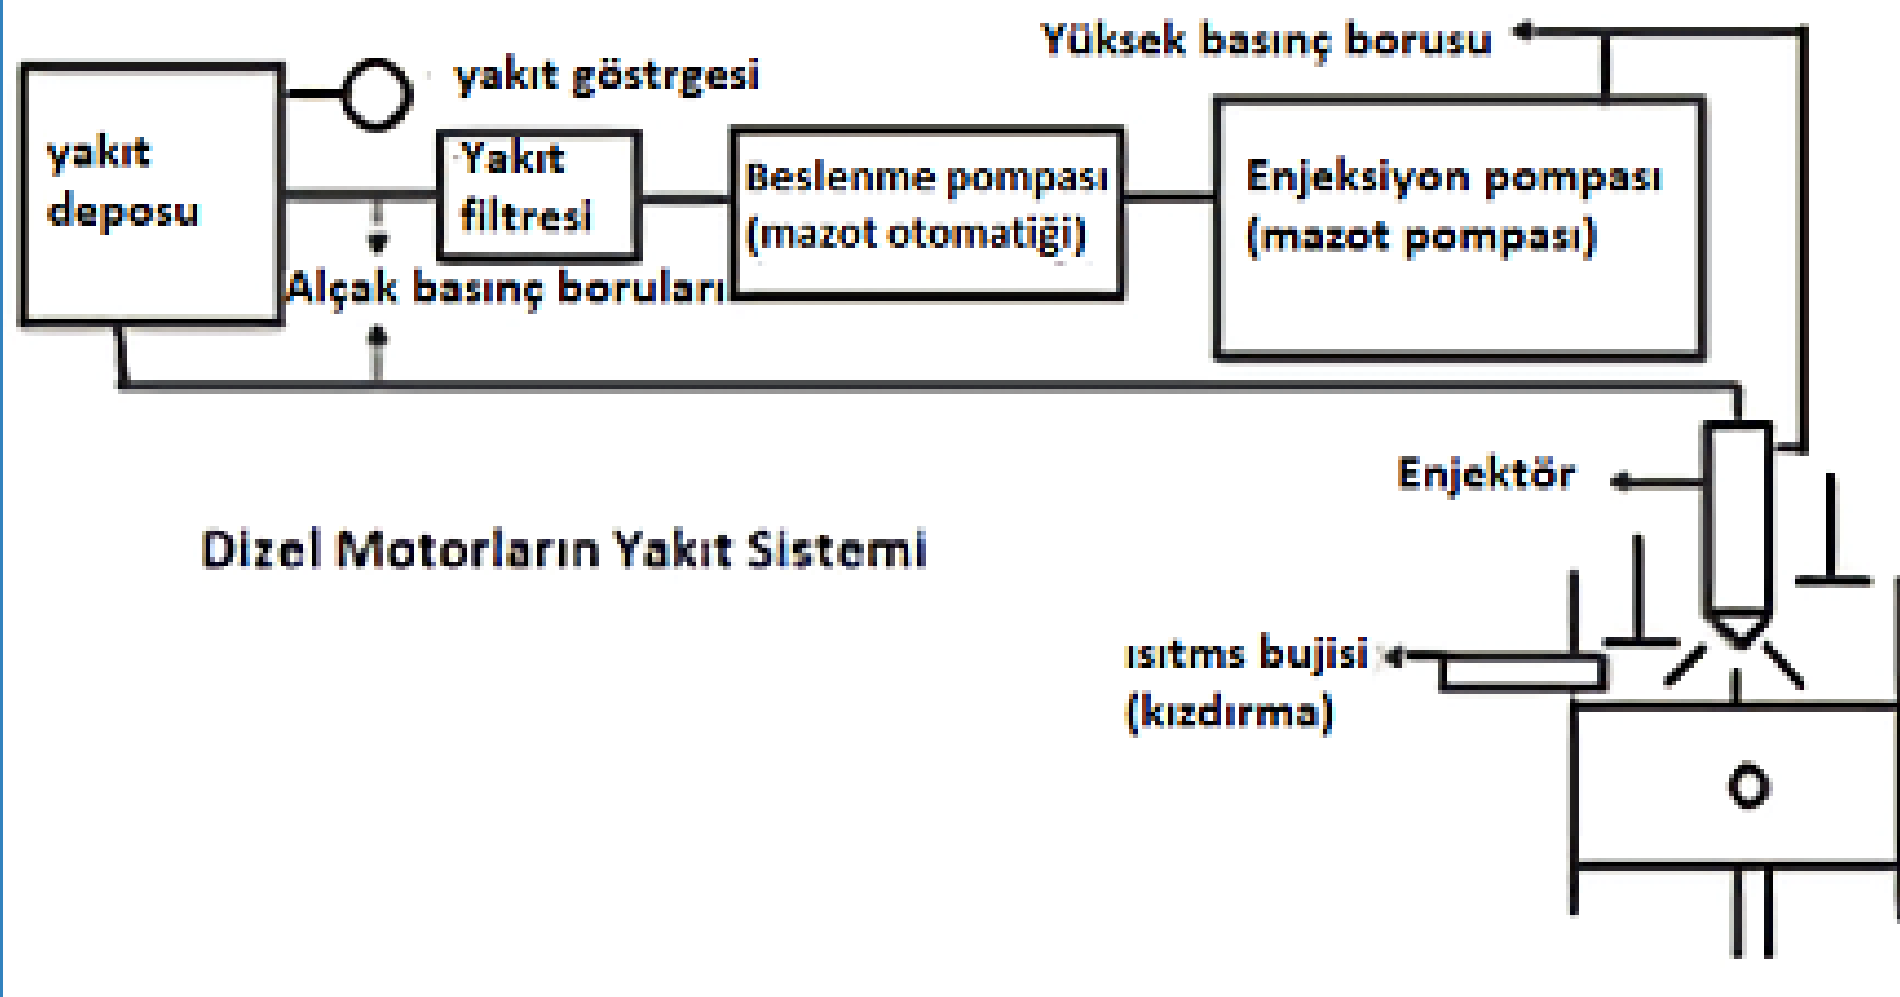 Yüksek basınç borusu
yakıt göstrgesi
yakıt
deposu
Yakıt
filtresi
Beslenme pompası
(mazot otomatiği)
Enjeksiyon pompası
(mazot pompası)
Alçak basınç boruları
Enjektör
Dizel Motorların Yakıt Sistemi
ısıtms bujisi
(kızdırma)